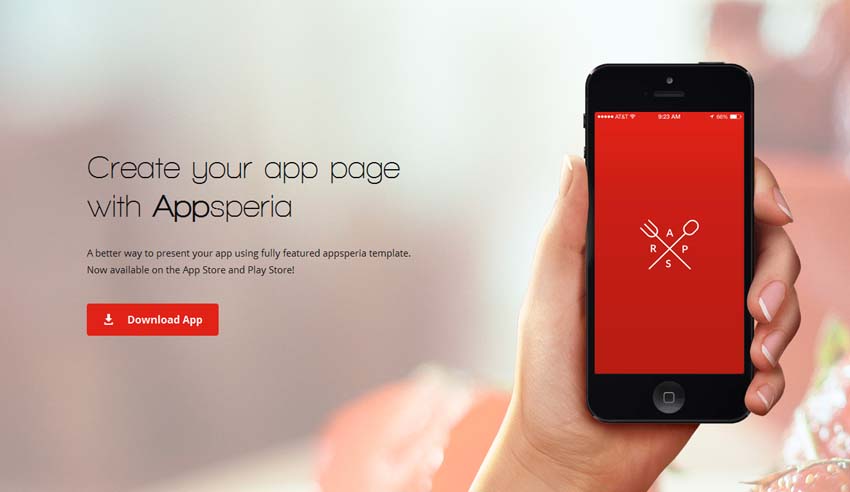 Create your app page
with Appsperia
A better way to present your app using fully featured appsperia template.
Now available on the App Store and Play Store!
Download App
AT&T 9:23 AM 66%
A
R P
S